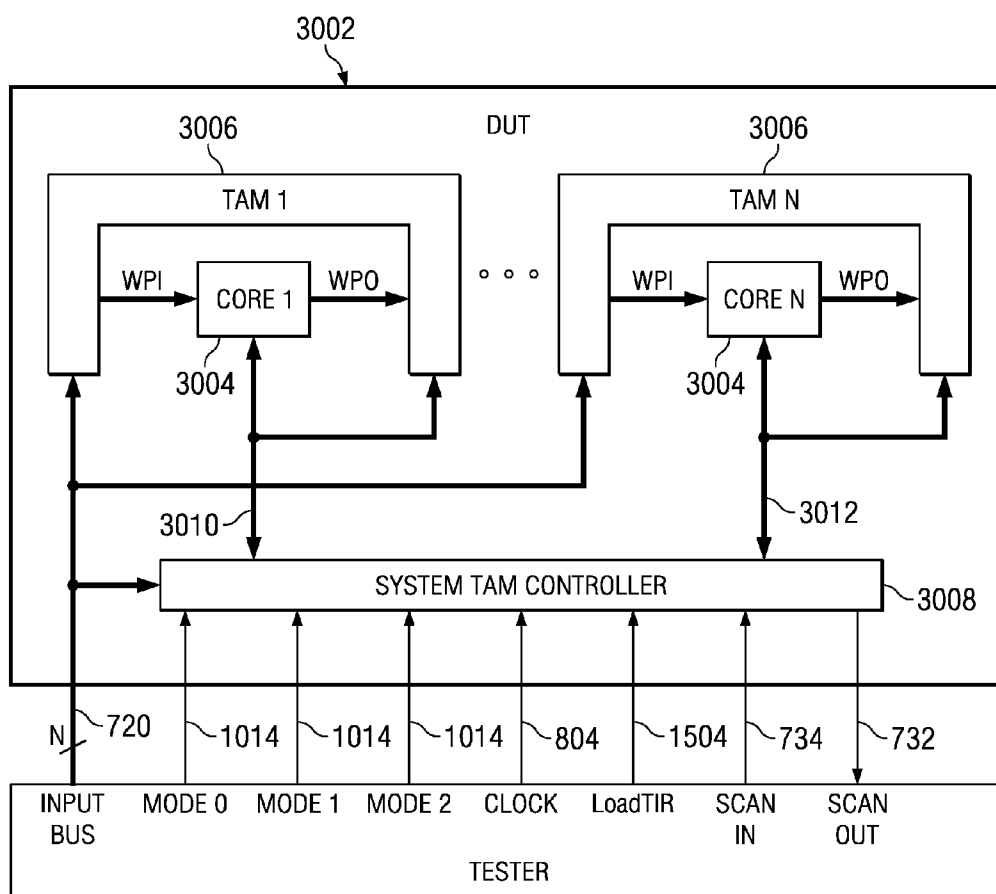 3002
DUT
3006
3006
TAM 1
TAM N
WPI
CORE 1
WPO
WPI
CORE N
WPO
3004
3004
3010
3012
SYSTEM TAM CONTROLLER
3008
N
720
1014
1014
1014
804
1504
734
732
INPUT BUS
MODE 0
MODE 1
MODE 2
CLOCK
LoadTIR
SCAN IN
SCAN OUT
TESTER